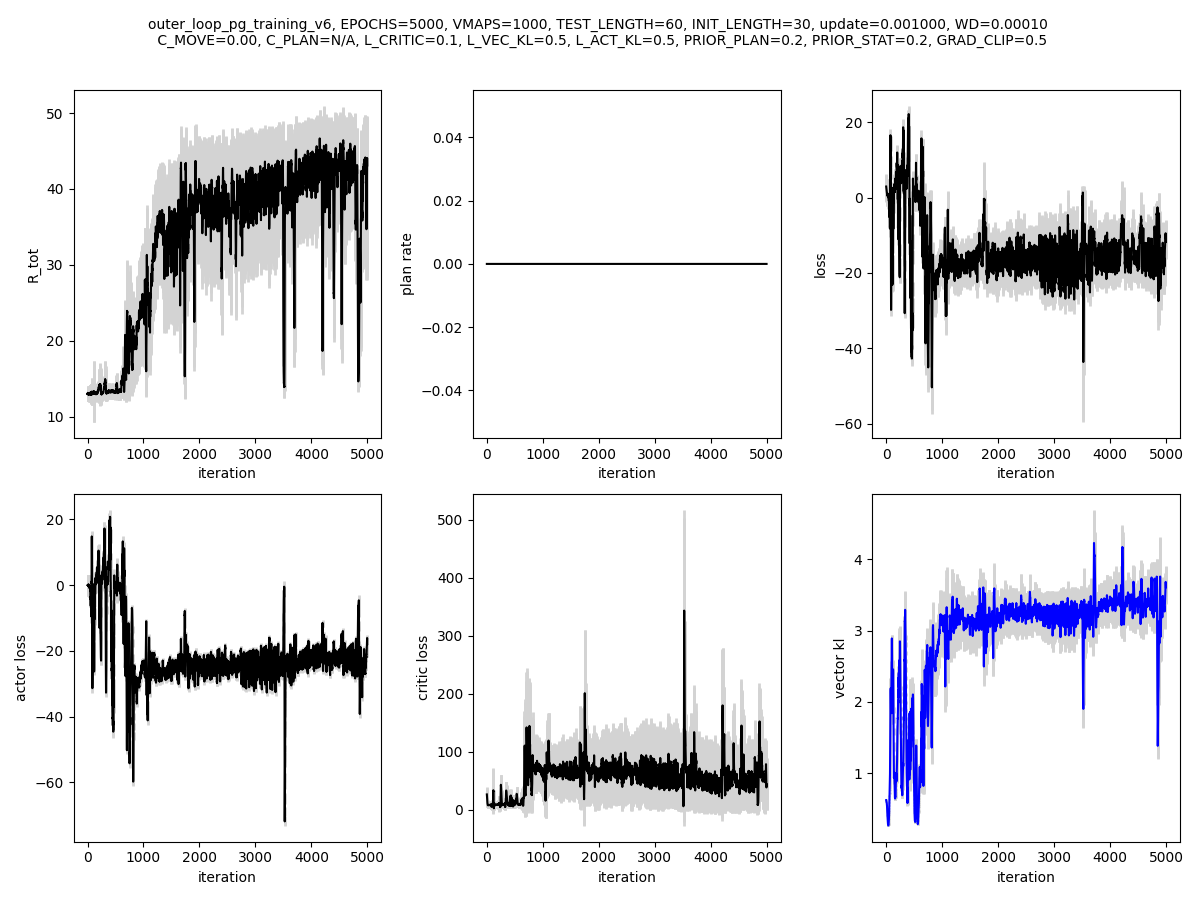 outer_loop_pg_training_v6, EPOCHS=5000, VMAPS=1000, TEST_LENGTH=60, INIT_LENGTH=30, update=0.001000, WD=0.00010
C_MOVE=0.00, C_PLAN=N/A, L_CRITIC=0.1, L_VEC_KL=0.5, L_ACT_KL=0.5, PRIOR_PLAN=0.2, PRIOR_STAT=0.2, GRAD_CLIP=0.5
R_tot
50
40
30
20
10
0 1000 2000 3000 4000 5000
iteration
plan rate
0.04
0.02
0.00
−0.02
−0.04
0 1000 2000 3000 4000 5000
iteration
loss
20
0
−20
−40
−60
0 1000 2000 3000 4000 5000
iteration
actor loss
20
0
−20
−40
−60
0 1000 2000 3000 4000 5000
iteration
critic loss
500
400
300
200
100
0
0 1000 2000 3000 4000 5000
iteration
vector kl
4
3
2
1
0 1000 2000 3000 4000 5000
iteration